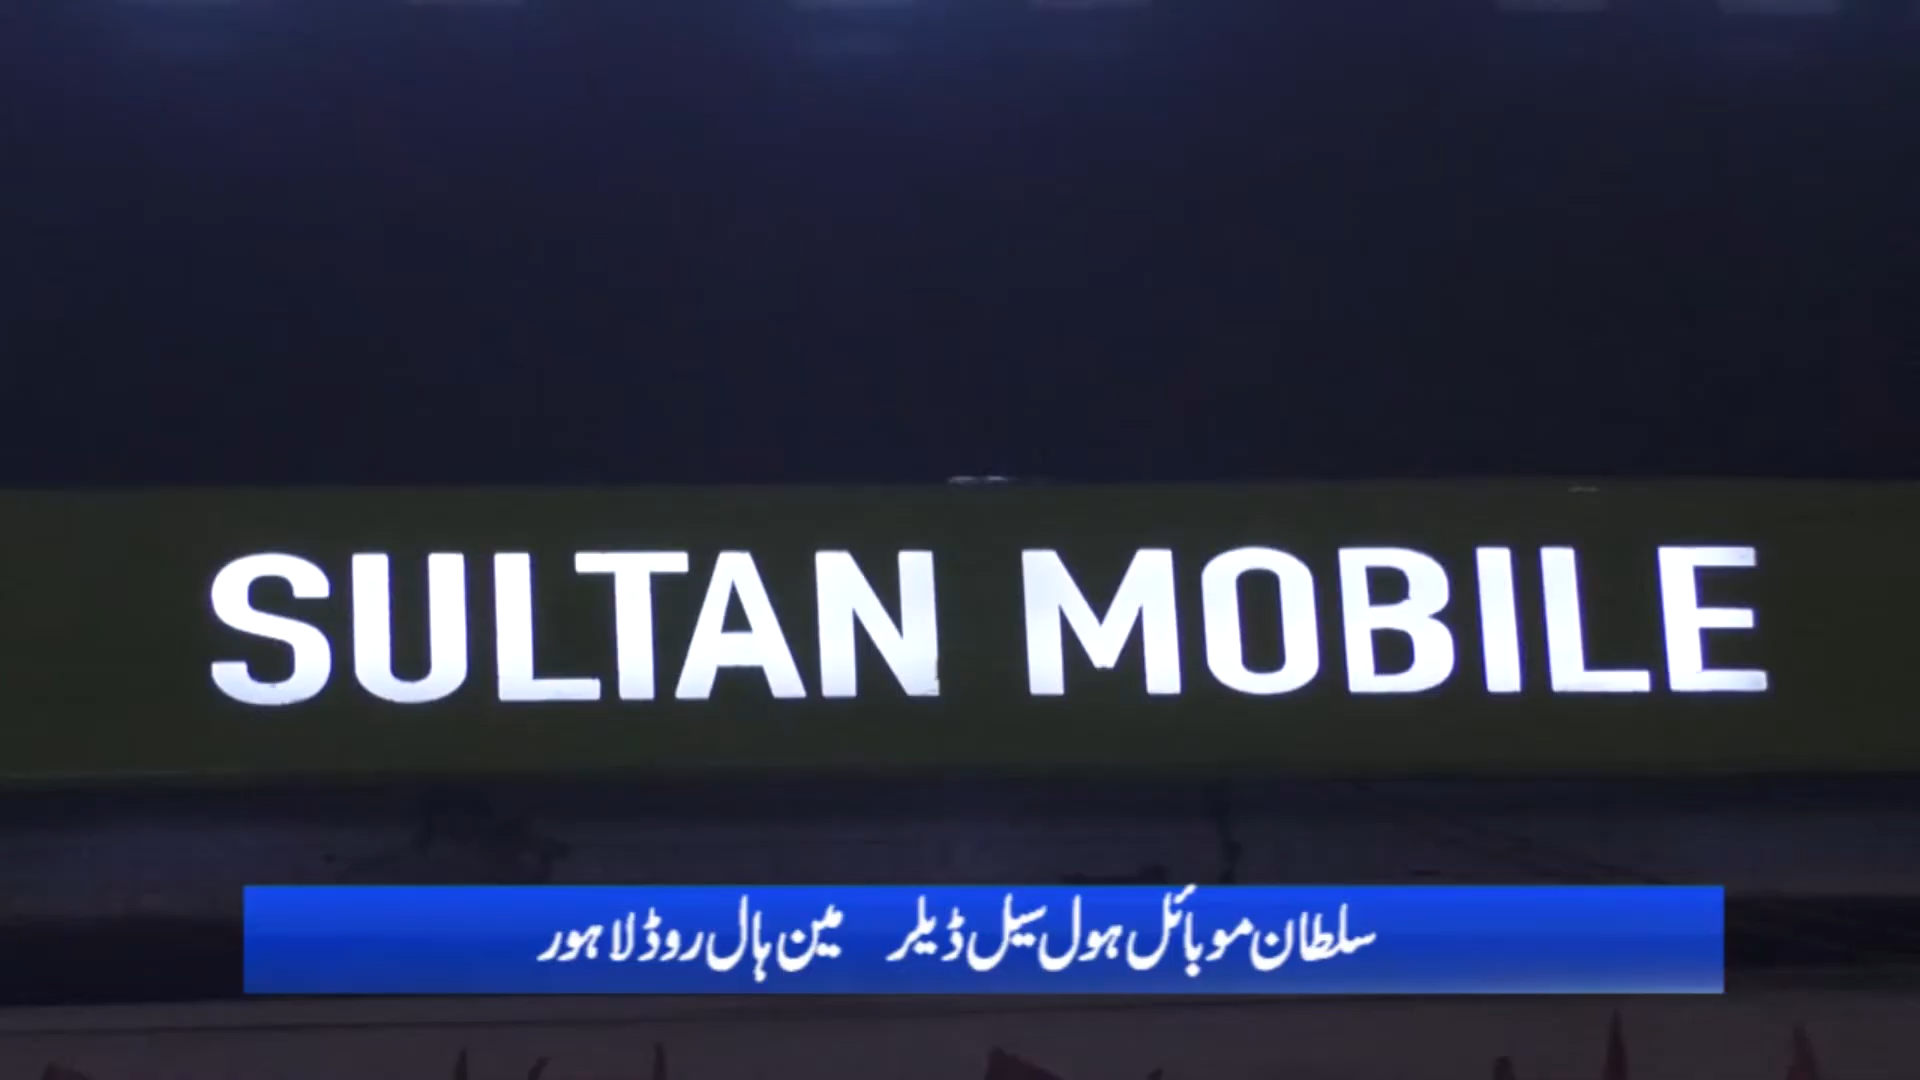 SULTAN MOBILE
سلطان موبائل ہول سیل ڈیلر مین ہال روڈ لاہور